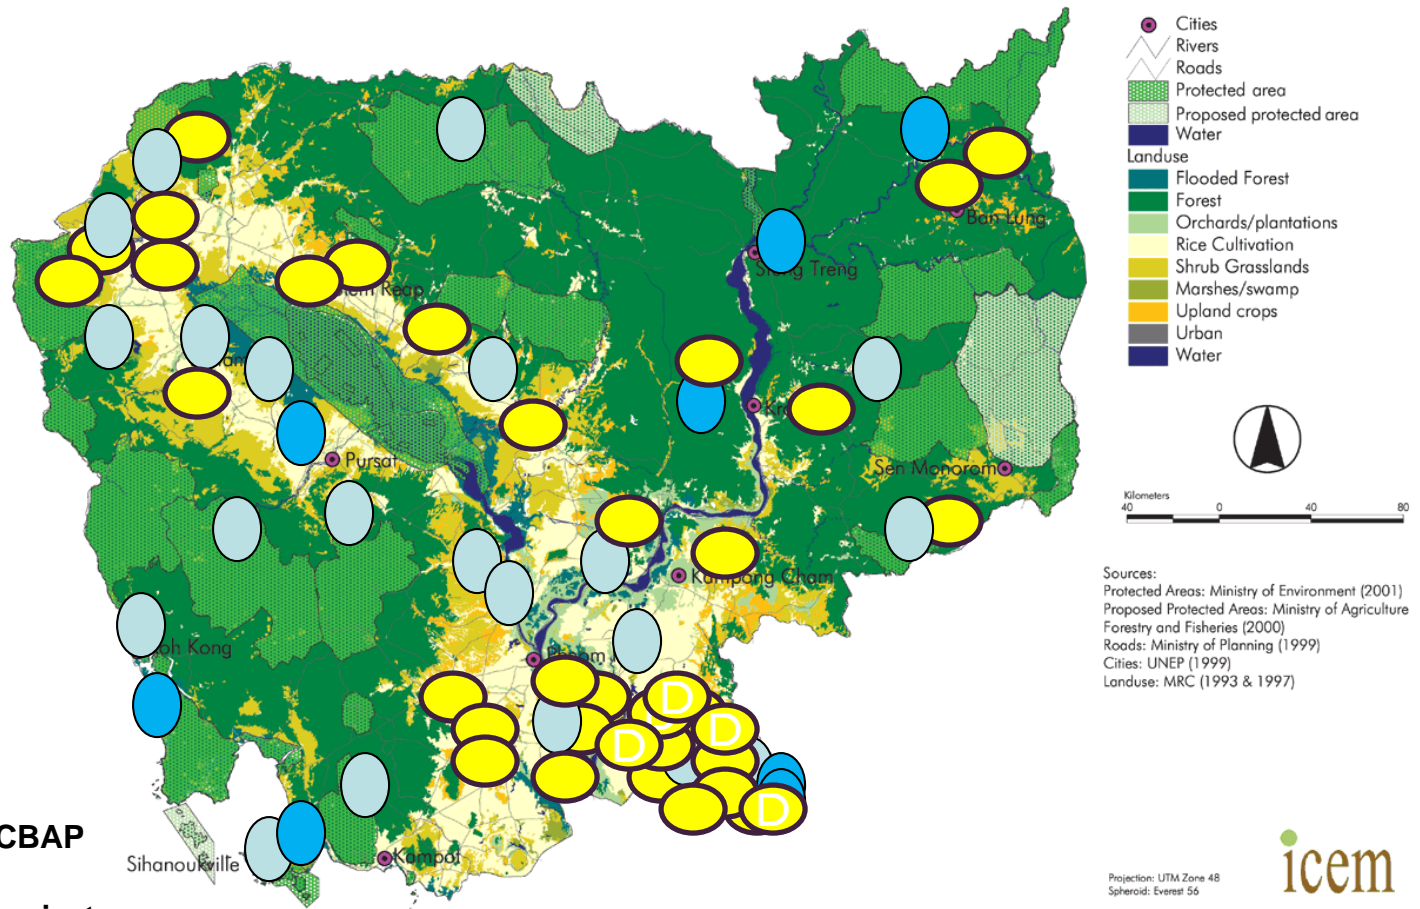 Cities
Rivers
Roads
Protected area
Proposed protected area
Water
Landuse
Flooded Forest
Forest
Orchards/plantations
Rice Cultivation
Shrub Grasslands
Marshes/swamp
Upland crops
Urban
Water
Ban Lung
Stung Treng
Reap
Pursat
Sen Monorom
Kampong Cham
Koh Kong
D
D
D
D
D
CBAP
Sihanoukville
Kampot
Kilometers
40 0 40 80
Sources:
Protected Areas: Ministry of Environment (2001)
Proposed Protected Areas: Ministry of Agriculture
Forestry and Fisheries (2000)
Roads: Ministry of Planning (1999)
Cities: UNEP (1999)
Landuse: MRC (1993 & 1997)
Projection: UTM Zone 48
Spheroid: Everest 56
icem